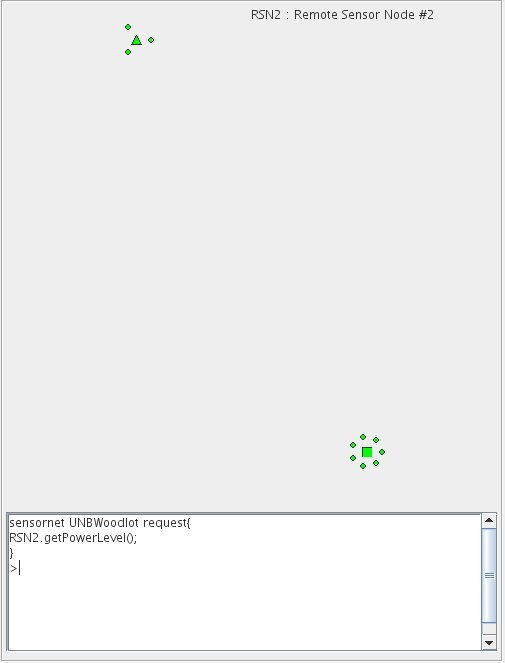 RSN2 : Remote Sensor Node #2
sensornet UNBWoodlot request{
RSN2.getPowerLevel();
}
>